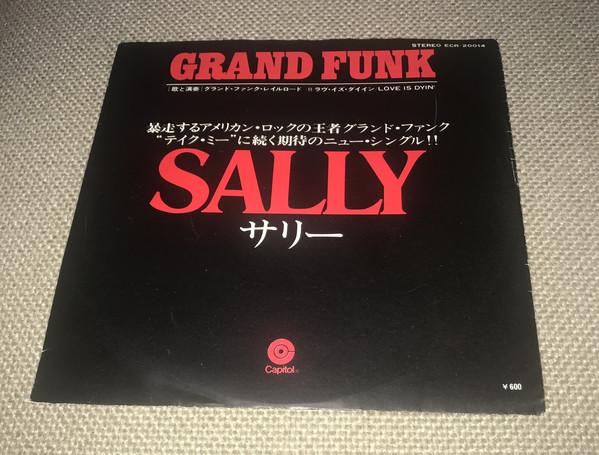 STEREO ECR-20014
GRAND FUNK
[歌と演奏] グランド・ファンク・レイルロード II ラヴ・イズ・ダイイン [LOVE IS DYIN']
暴走するアメリカン・ロックの王者グランド・ファンク
“テイク・ミー”に続く期待のニュー・シングル!!
SALLY
サリー
Capitol®
¥600